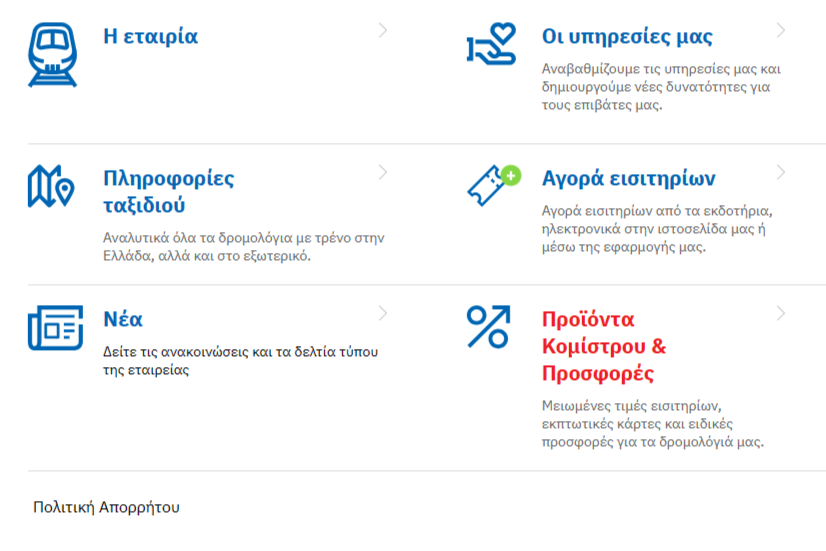 Η εταιρία
Οι υπηρεσίες μας
Αναβαθμίζουμε τις υπηρεσίες μας και
δημιουργούμε νέες δυνατότητες για
τους επιβάτες μας.
Πληροφορίες
ταξιδιού
Αναλυτικά όλα τα δρομολόγια με τρένο στην
Ελλάδα, αλλά και στο εξωτερικό.
Αγορά εισιτηρίων
Αγορά εισιτηρίων από τα εκδοτήρια,
ηλεκτρονικά στην ιστοσελίδα μας ή
μέσω της εφαρμογής μας.
Νέα
Δείτε τις ανακοινώσεις και τα δελτία τύπου
της εταιρείας
Προϊόντα
Κομίστρου &
Προσφορές
Μειωμένες τιμές εισιτηρίων,
εκπτωτικές κάρτες και ειδικές
προσφορές για τα δρομολόγιά μας.
Πολιτική Απορρήτου